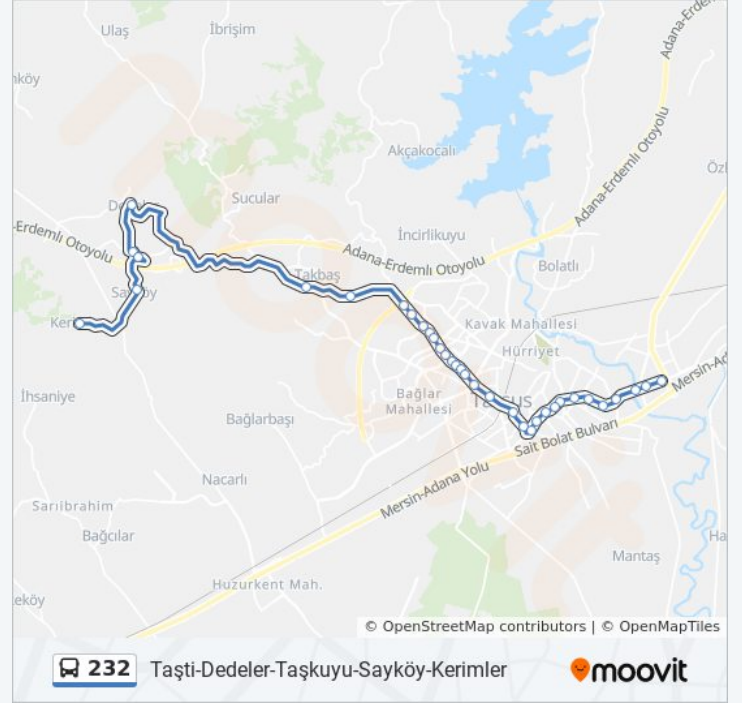 Ulaş
İbrişim
Adana-Erdemli Otoyolu
Akçakocalı
Sucular
Adana-Erdemli Otoyolu
İncirlikuyu
-Erdemli Otoyolu
Adana-Erdemli Otoyolu
Bolatlı
Takbaş
Kavak Mahallesi
Hürriyet
Mersin-Ad
İhsaniye
Bağlar
Mahallesi
Bağlarbaşı
Sait Bolat Bulvarı
Nacarlı
Mersin-Adana Yolu
Sarıibrahim
Bağcılar
Mantaş
Huzurkent Mah.
© OpenStreetMap contributors | © OpenMapTiles
232 Taşti-Dedeler-Taşkuyu-Sayköy-Kerimler
moovit